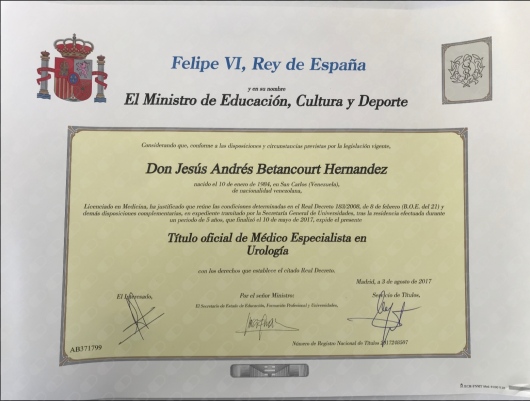 Felipe VI, Rey de España
y en su nombre
El Ministro de Educación, Cultura y Deporte
Considerando que, conforme a las disposiciones y circunstancias previstas por la legislación vigente,
Don Jesús Andrés Betancourt Hernandez
nacido el 10 de enero de 1984, en San Carlos (Venezuela),
de nacionalidad venezolana,
Licenciado en Medicina, ha justificado que reúne las condiciones determinadas en el Real Decreto 183/2008, de 8 de febrero (B.O.E. del 21) y
demás disposiciones complementarias, en expediente tramitado por la Secretaría General de Universidades, tras la residencia efectuada durante
un período de 5 años, que finalizó el 10 de mayo de 2017, expide el presente
Título oficial de Médico Especialista en
Urología
con los derechos que establece el citado Real Decreto.
Madrid, a 3 de agosto de 2017
El Interesado,
Por el señor Ministro:
Servicio de Títulos,
El Secretario de Estado de Educación, Formación Profesional y Universidades,
AB371799
Número de Registro Nacional de Títulos